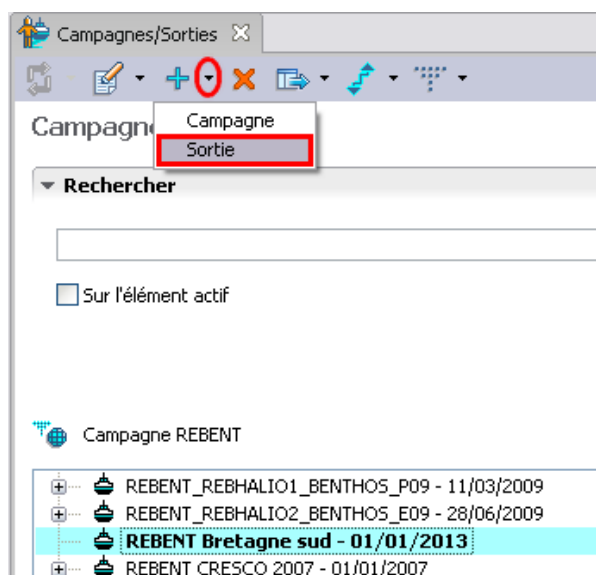 Campagnes/Sorties
Campagne
Sortie
Campagn
Rechercher
Sur l'élément actif
Campagne REBENT
REBENT_REBHALIO1_BENTHOS_P09 - 11/03/2009
REBENT_REBHALIO2_BENTHOS_E09 - 28/06/2009
REBENT Bretagne sud - 01/01/2013
REBENT CRESCO 2007 - 01/01/2007